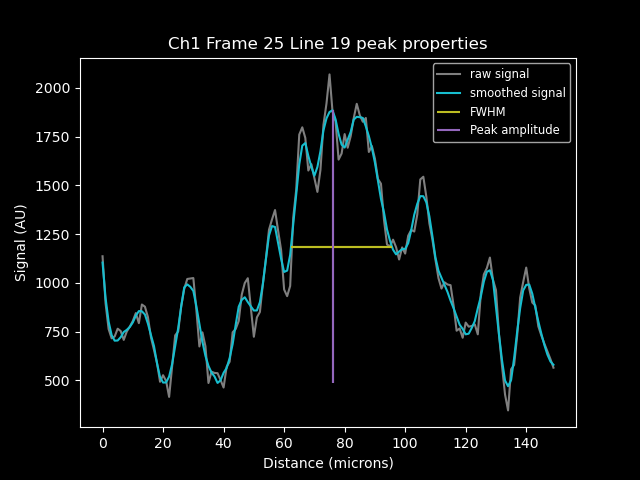 Ch1 Frame 25 Line 19 peak properties
raw signal
smoothed signal
FWHM
Peak amplitude
Signal (AU)
2000
1750
1500
1250
1000
750
500
0 20 40 60 80 100 120 140
Distance (microns)